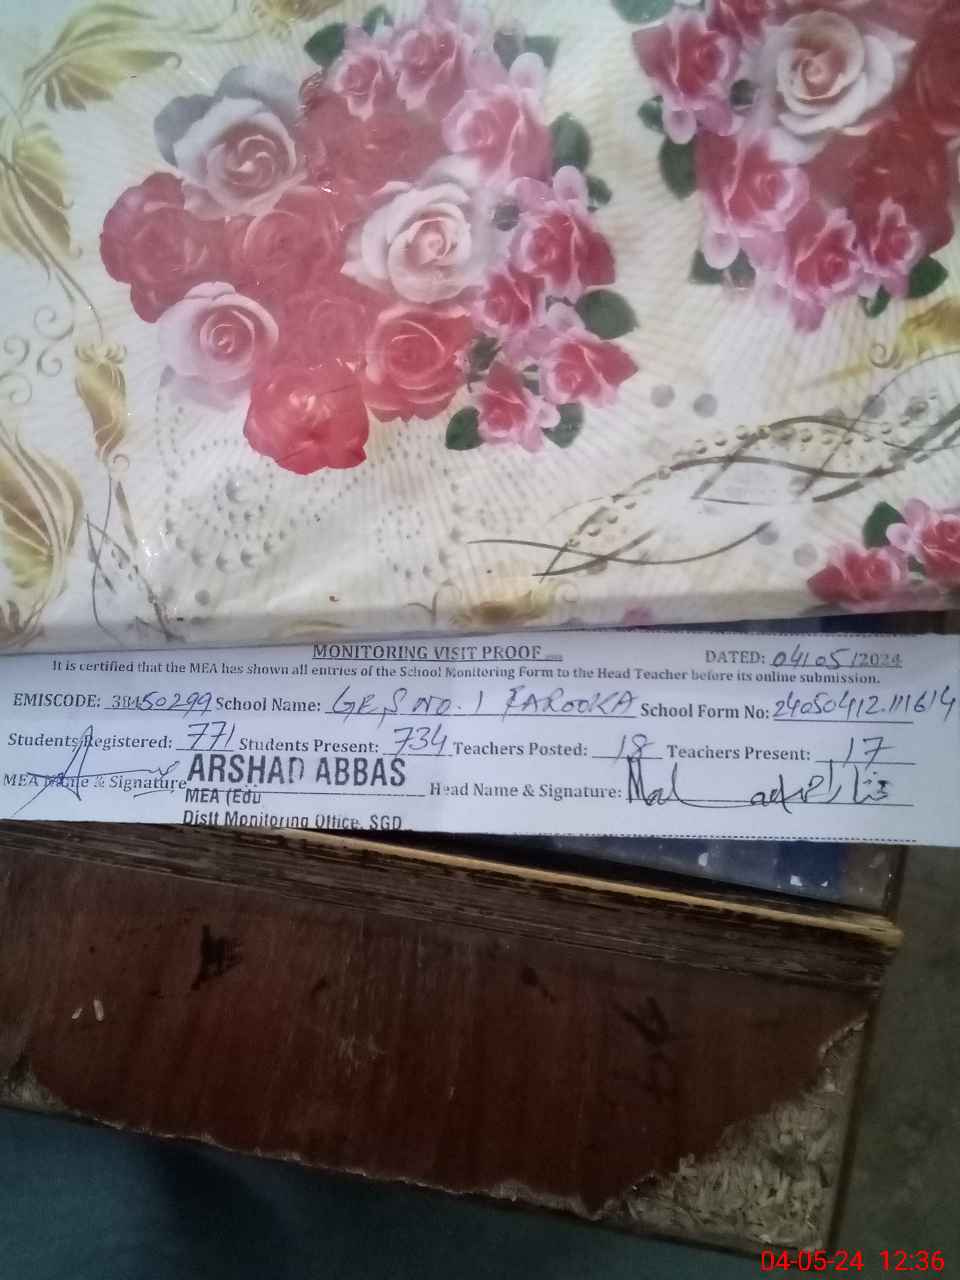 MONITORING VISIT PROOF
DATED: 04/05/2024
It is certified that the MEA has shown all entries of the School Monitoring Form to the Head Teacher before its online submission.
EMISCODE: 38450299 School Name: GES NO. 1 FAROOKA School Form No: 24050412111614
Students Registered: 771 Students Present: 734 Teachers Posted: 18 Teachers Present: 17
MEA Name & Signature ARSHAD ABBAS Head Name & Signature:
MEA (Edu
Distt Monitoring Office, SGD
04-05-24 12:36